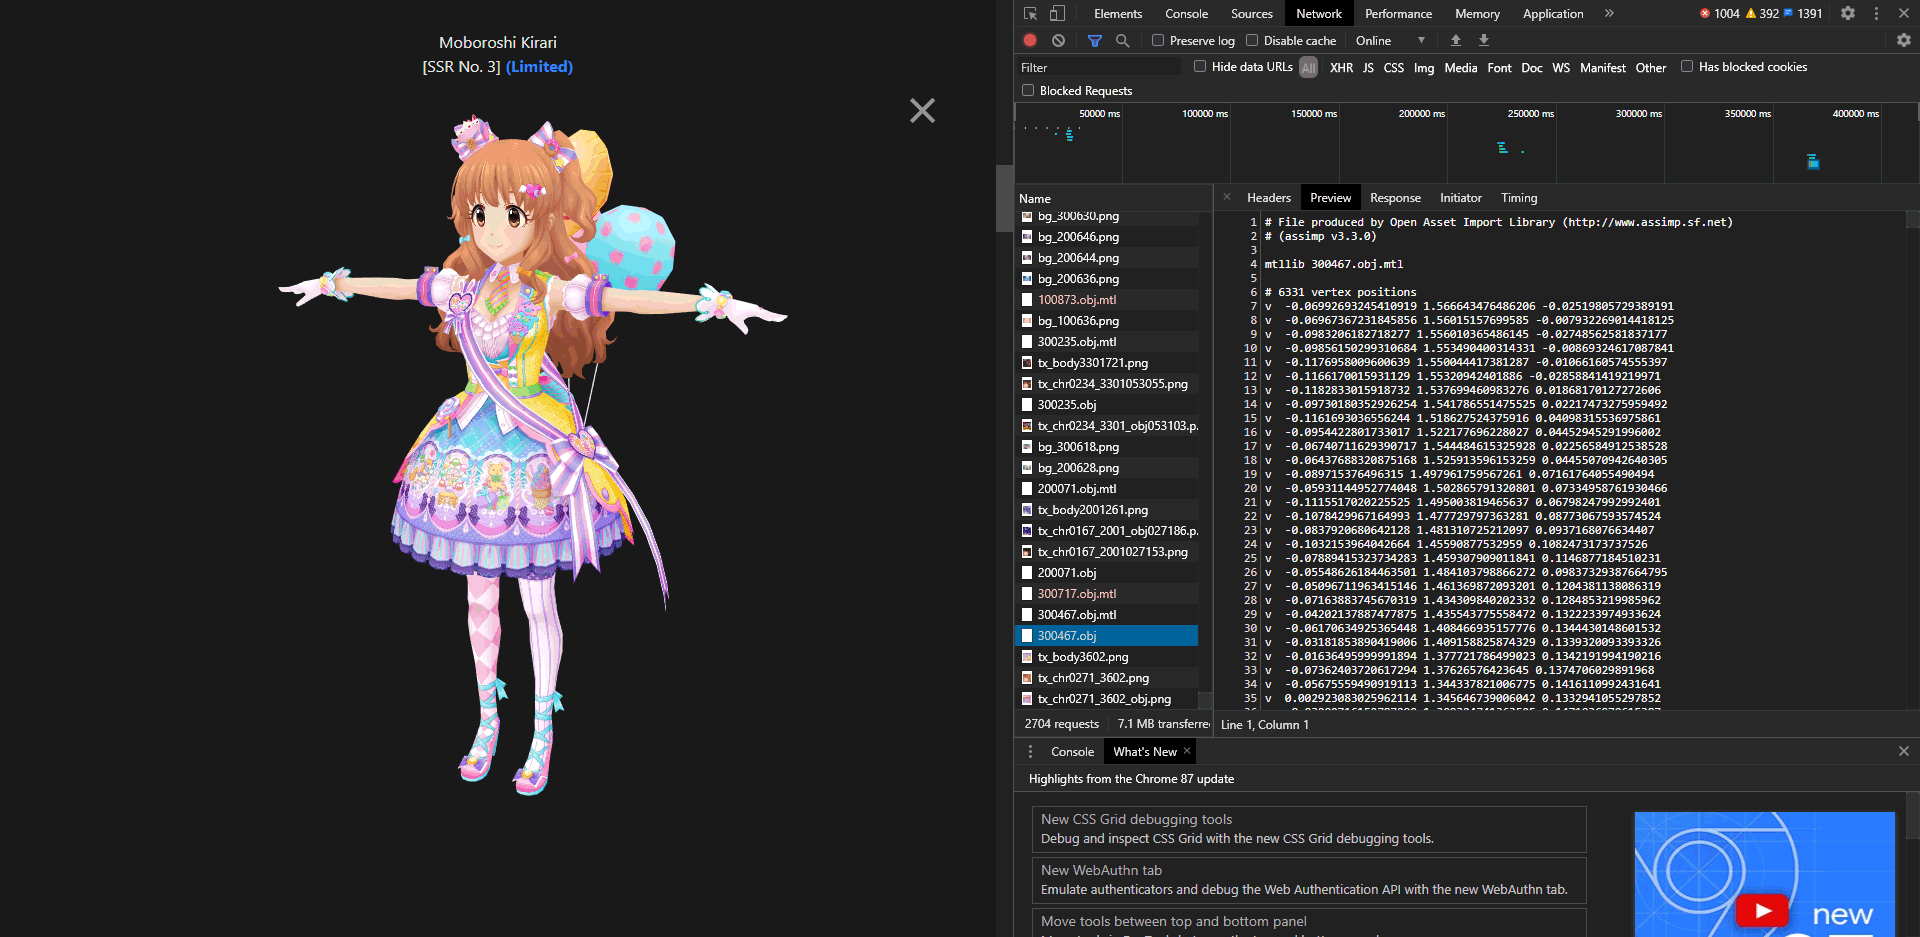 Moboroshi Kirari
[SSR No. 3] (Limited)
Elements Console Sources Network Performance Memory Application » 1004 392 1391
Preserve log Disable cache Online
Filter Hide data URLs All XHR JS CSS Img Media Font Doc WS Manifest Other Has blocked cookies
Blocked Requests
50000 ms 100000 ms 150000 ms 200000 ms 250000 ms 300000 ms 350000 ms 400000 ms
Name
bg_300630.png
bg_200646.png
bg_200644.png
bg_200636.png
100873.obj.mtl
bg_100636.png
300235.obj.mtl
tx_body3301721.png
tx_chr0234_3301053055.png
300235.obj
tx_chr0234_3301_obj053103.p.
bg_300618.png
bg_200628.png
200071.obj.mtl
tx_body2001261.png
tx_chr0167_2001_obj027186.p.
tx_chr0167_2001027153.png
200071.obj
300717.obj.mtl
300467.obj.mtl
300467.obj
tx_body3602.png
tx_chr0271_3602.png
tx_chr0271_3602_obj.png
2704 requests 7.1 MB transferre
Headers Preview Response Initiator Timing
1 # File produced by Open Asset Import Library (http://www.assimp.sf.net)
2 # (assimp v3.3.0)
3
4 mtllib 300467.obj.mtl
5
6 # 6331 vertex positions
7 v -0.06992693245410919 1.566643476486206 -0.02519805729389191
8 v -0.06967367231845856 1.56015157699585 -0.007932269014418125
9 v -0.0983206182718277 1.556010365486145 -0.02748562581837177
10 v -0.09856150299310684 1.553490400314331 -0.00869324617087841
11 v -0.1176958009600639 1.550044417381287 -0.01066160574555397
12 v -0.1166170015931129 1.55320942401886 -0.02858841419219971
13 v -0.1182833015918732 1.537699460983276 0.01868170127272606
14 v -0.09730180352926254 1.541786551475525 0.02217473275959492
15 v -0.1161693036556244 1.518627524375916 0.04098315536975861
16 v -0.0954422801733017 1.522177696228027 0.04452945291996002
17 v -0.06740711629390717 1.54448461532592­8 0.02256584912538528
18 v -0.06437688320875168 1.525913596153259 0.04455070942640305
19 v -0.089715376496315 1.497961759567261 0.07161764055490494
20 v -0.05931144952774048 1.502865791320801 0.07334958761930466
21 v -0.1115517020225525 1.495003819465637 0.0679824792992401
22 v -0.1078429967164993 1.477729797363281 0.08773067593574524
23 v -0.08379206806421­28 1.481310725212097 0.0937168076634407
24 v -0.1032153964042664 1.45590877532959 0.1082473173737526
25 v -0.07889415323734283 1.459307909011841 0.1146877184510231
26 v -0.05548626184463501 1.484103798866272 0.09837329387664795
27 v -0.05096711963415146 1.461369872093201 0.1204381138086319
28 v -0.0716388374567­0319 1.434309840202332 0.1284853219985962
29 v -0.04202137887477875 1.435543775558472 0.1322233974933624
30 v -0.06170634925365448 1.408466935157776 0.1344430148601532
31 v -0.03181853890419006 1.409158825874329 0.1339320093393326
32 v -0.01636495999991894 1.377721786499023 0.1342191994190216
33 v -0.07362403720617294 1.37626576423645 0.1374706029891968
34 v -0.05675559490919113 1.344337821006775 0.1416110992431641
35 v 0.002923083025962114 1.345646739006042 0.1332941055297852
Line 1, Column 1
Console What's New
Highlights from the Chrome 87 update
New CSS Grid debugging tools
Debug and inspect CSS Grid with the new CSS Grid debugging tools.
New WebAuthn tab
Emulate authenticators and debug the Web Authentication API with the new WebAuthn tab.
Move tools between top and bottom panel
new